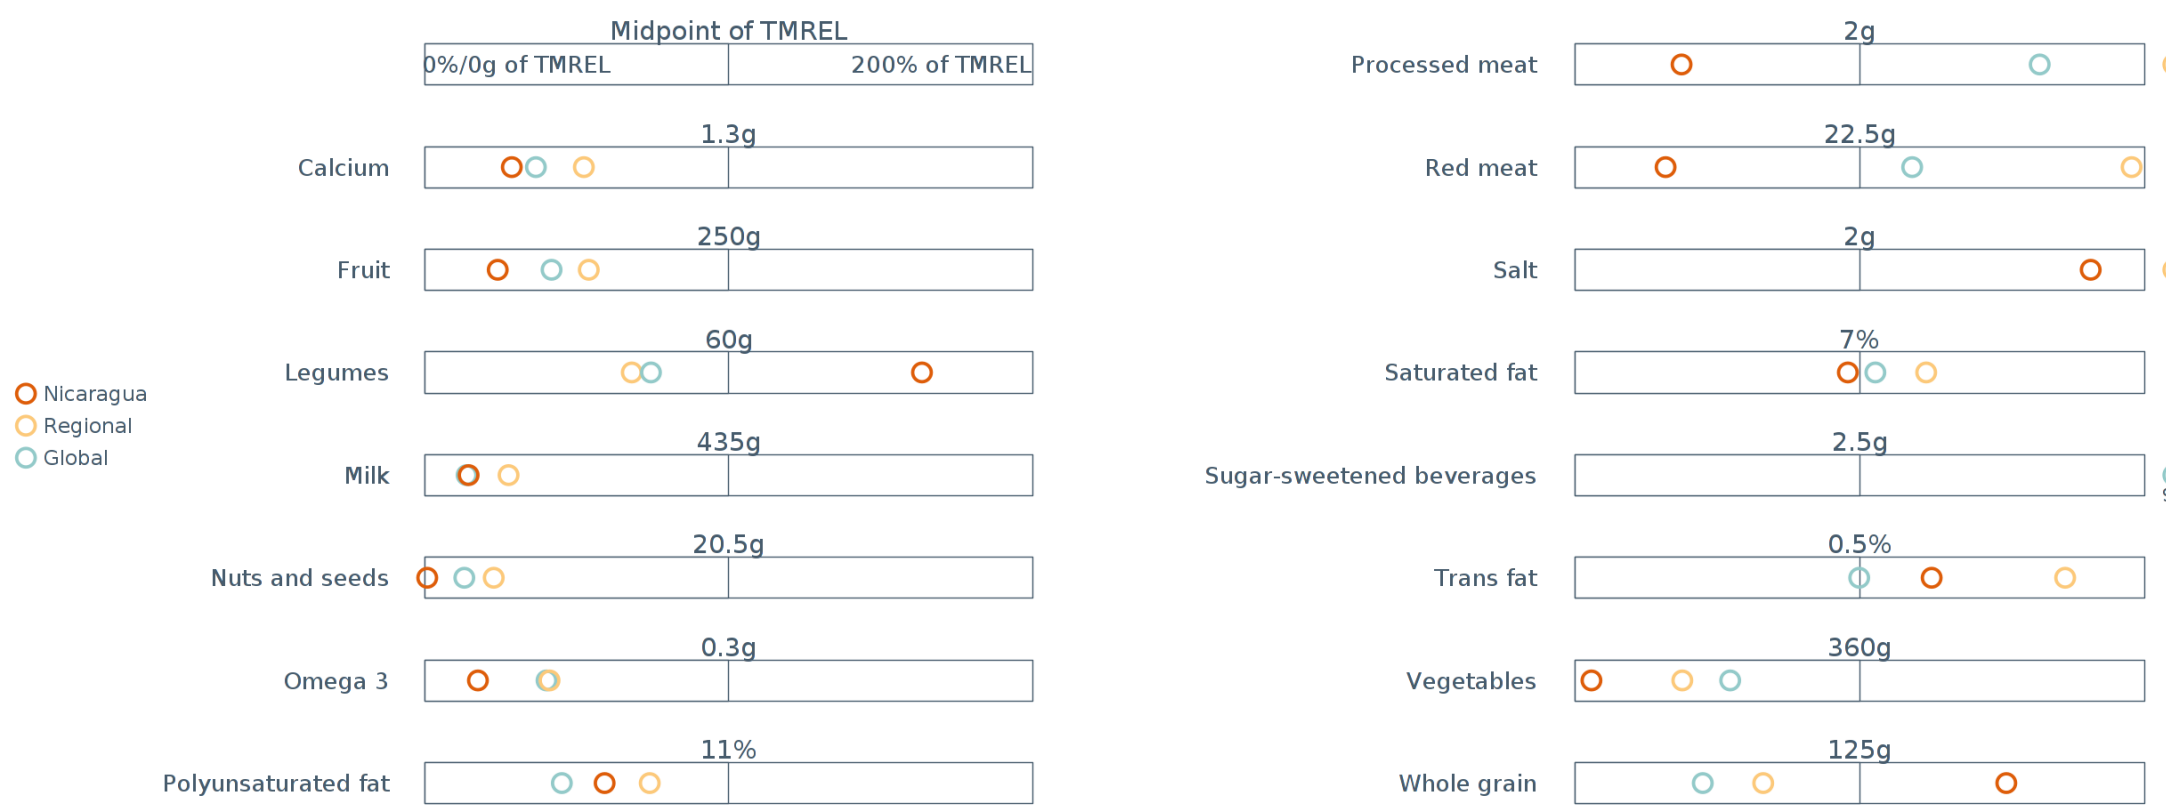 Midpoint of TMREL
0%/0g of TMREL 200% of TMREL
1.3g
Calcium
250g
Fruit
60g
Legumes
435g
Milk
20.5g
Nuts and seeds
0.3g
Omega 3
11%
Polyunsaturated fat
Nicaragua
Regional
Global
2g
Processed meat
22.5g
Red meat
2g
Salt
7%
Saturated fat
2.5g
Sugar-sweetened beverages
0.5%
Trans fat
360g
Vegetables
125g
Whole grain